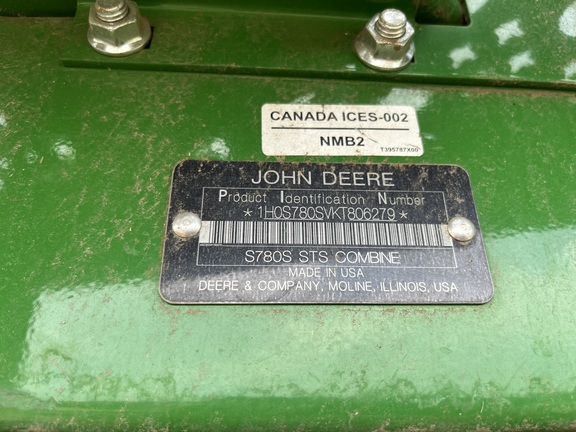 CANADA ICES-002
NMB2
T395787X00
JOHN DEERE
Product Identification Number
*1H0S780SVKT806279*
S780S STS COMBINE
MADE IN USA
DEERE & COMPANY, MOLINE, ILLINOIS, USA